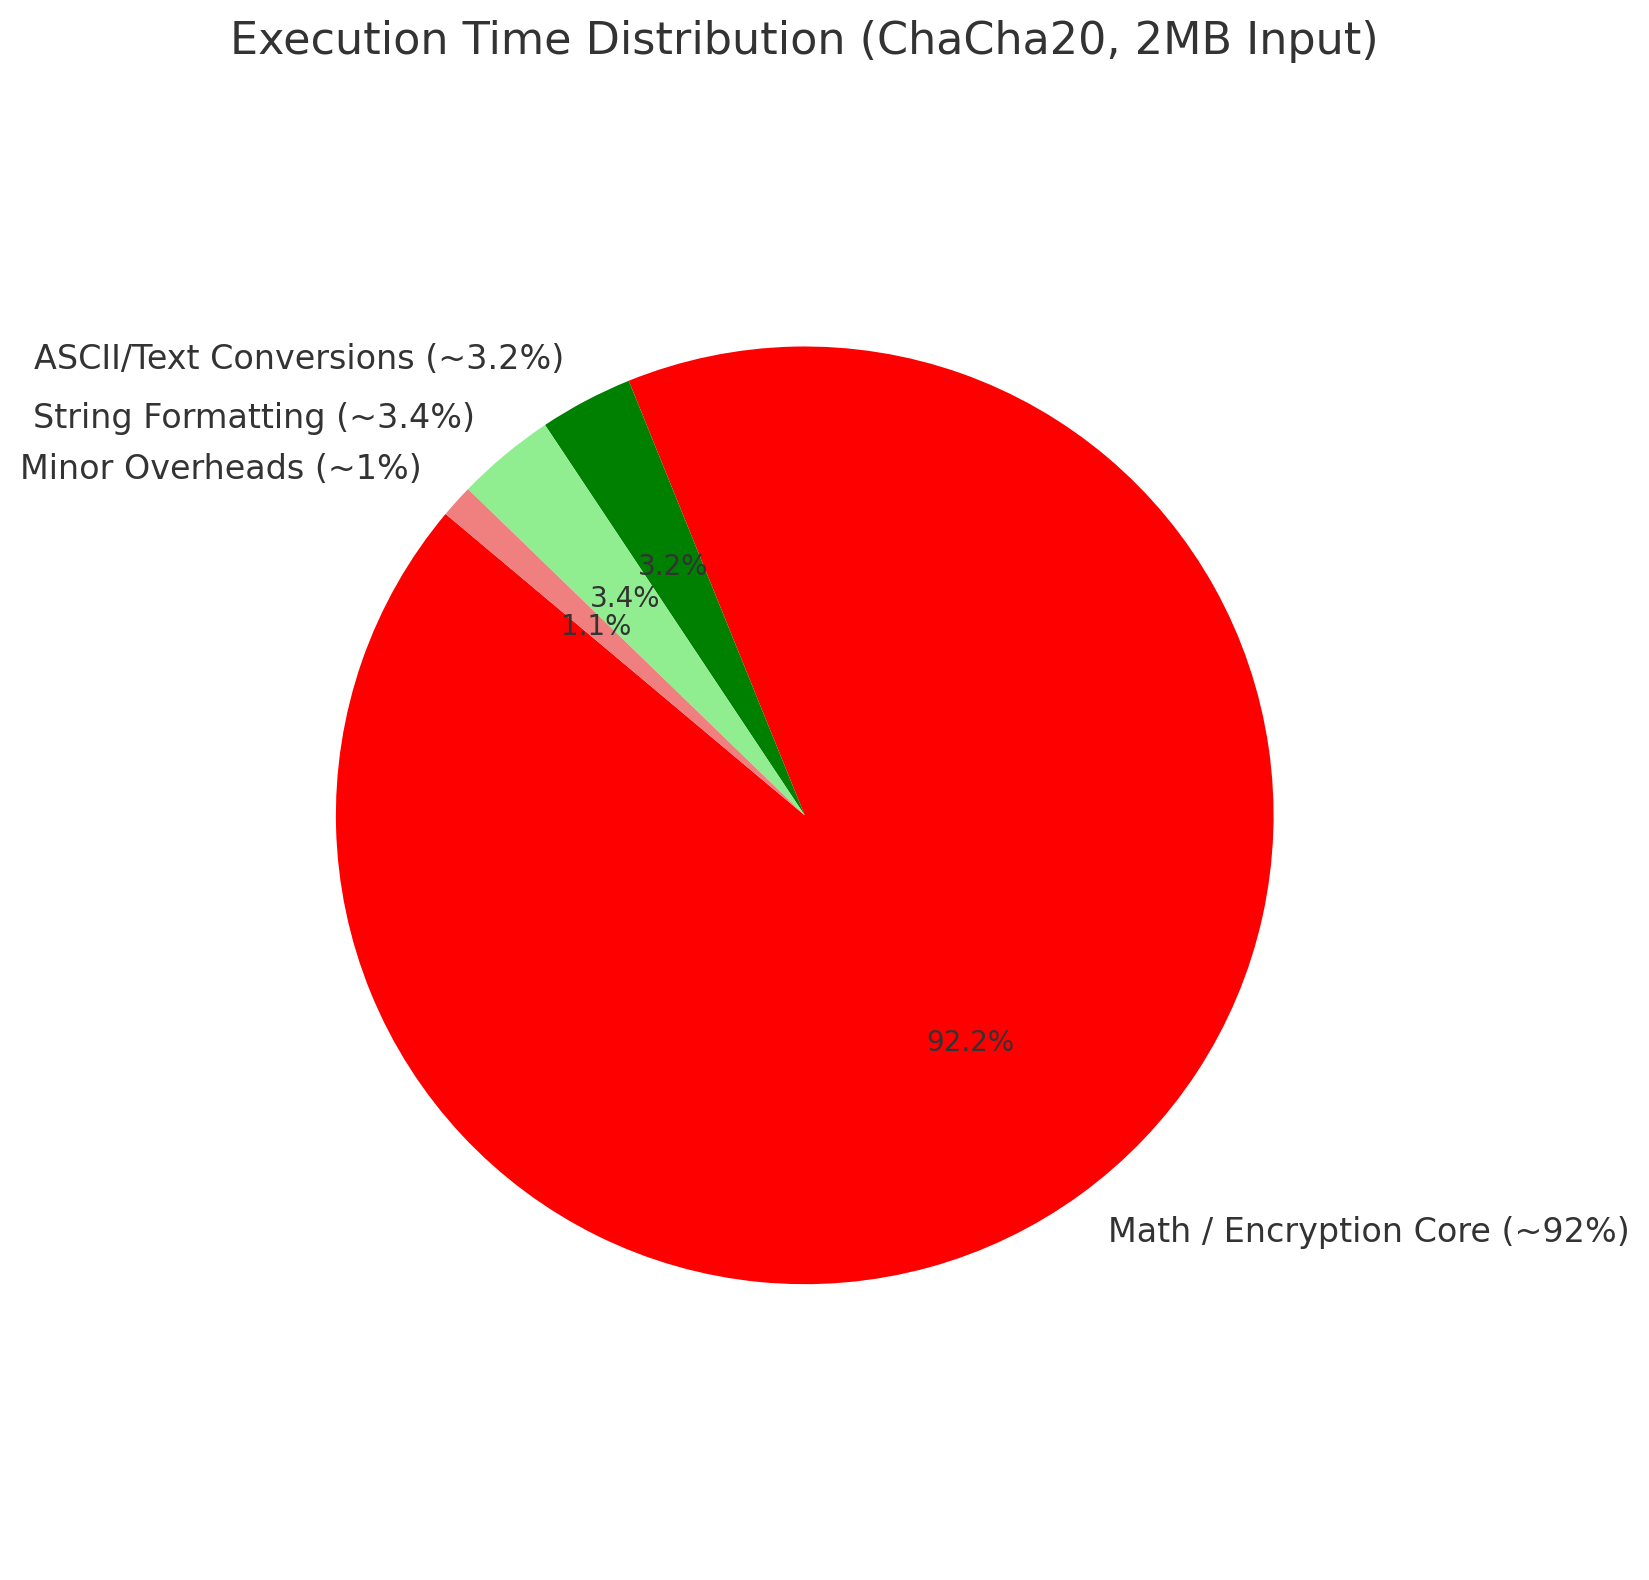 Execution Time Distribution (ChaCha20, 2MB Input)
ASCII/Text Conversions (~3.2%)
String Formatting (~3.4%)
Minor Overheads (~1%)
3.2%
3.4%
1.1%
92.2%
Math / Encryption Core (~92%)